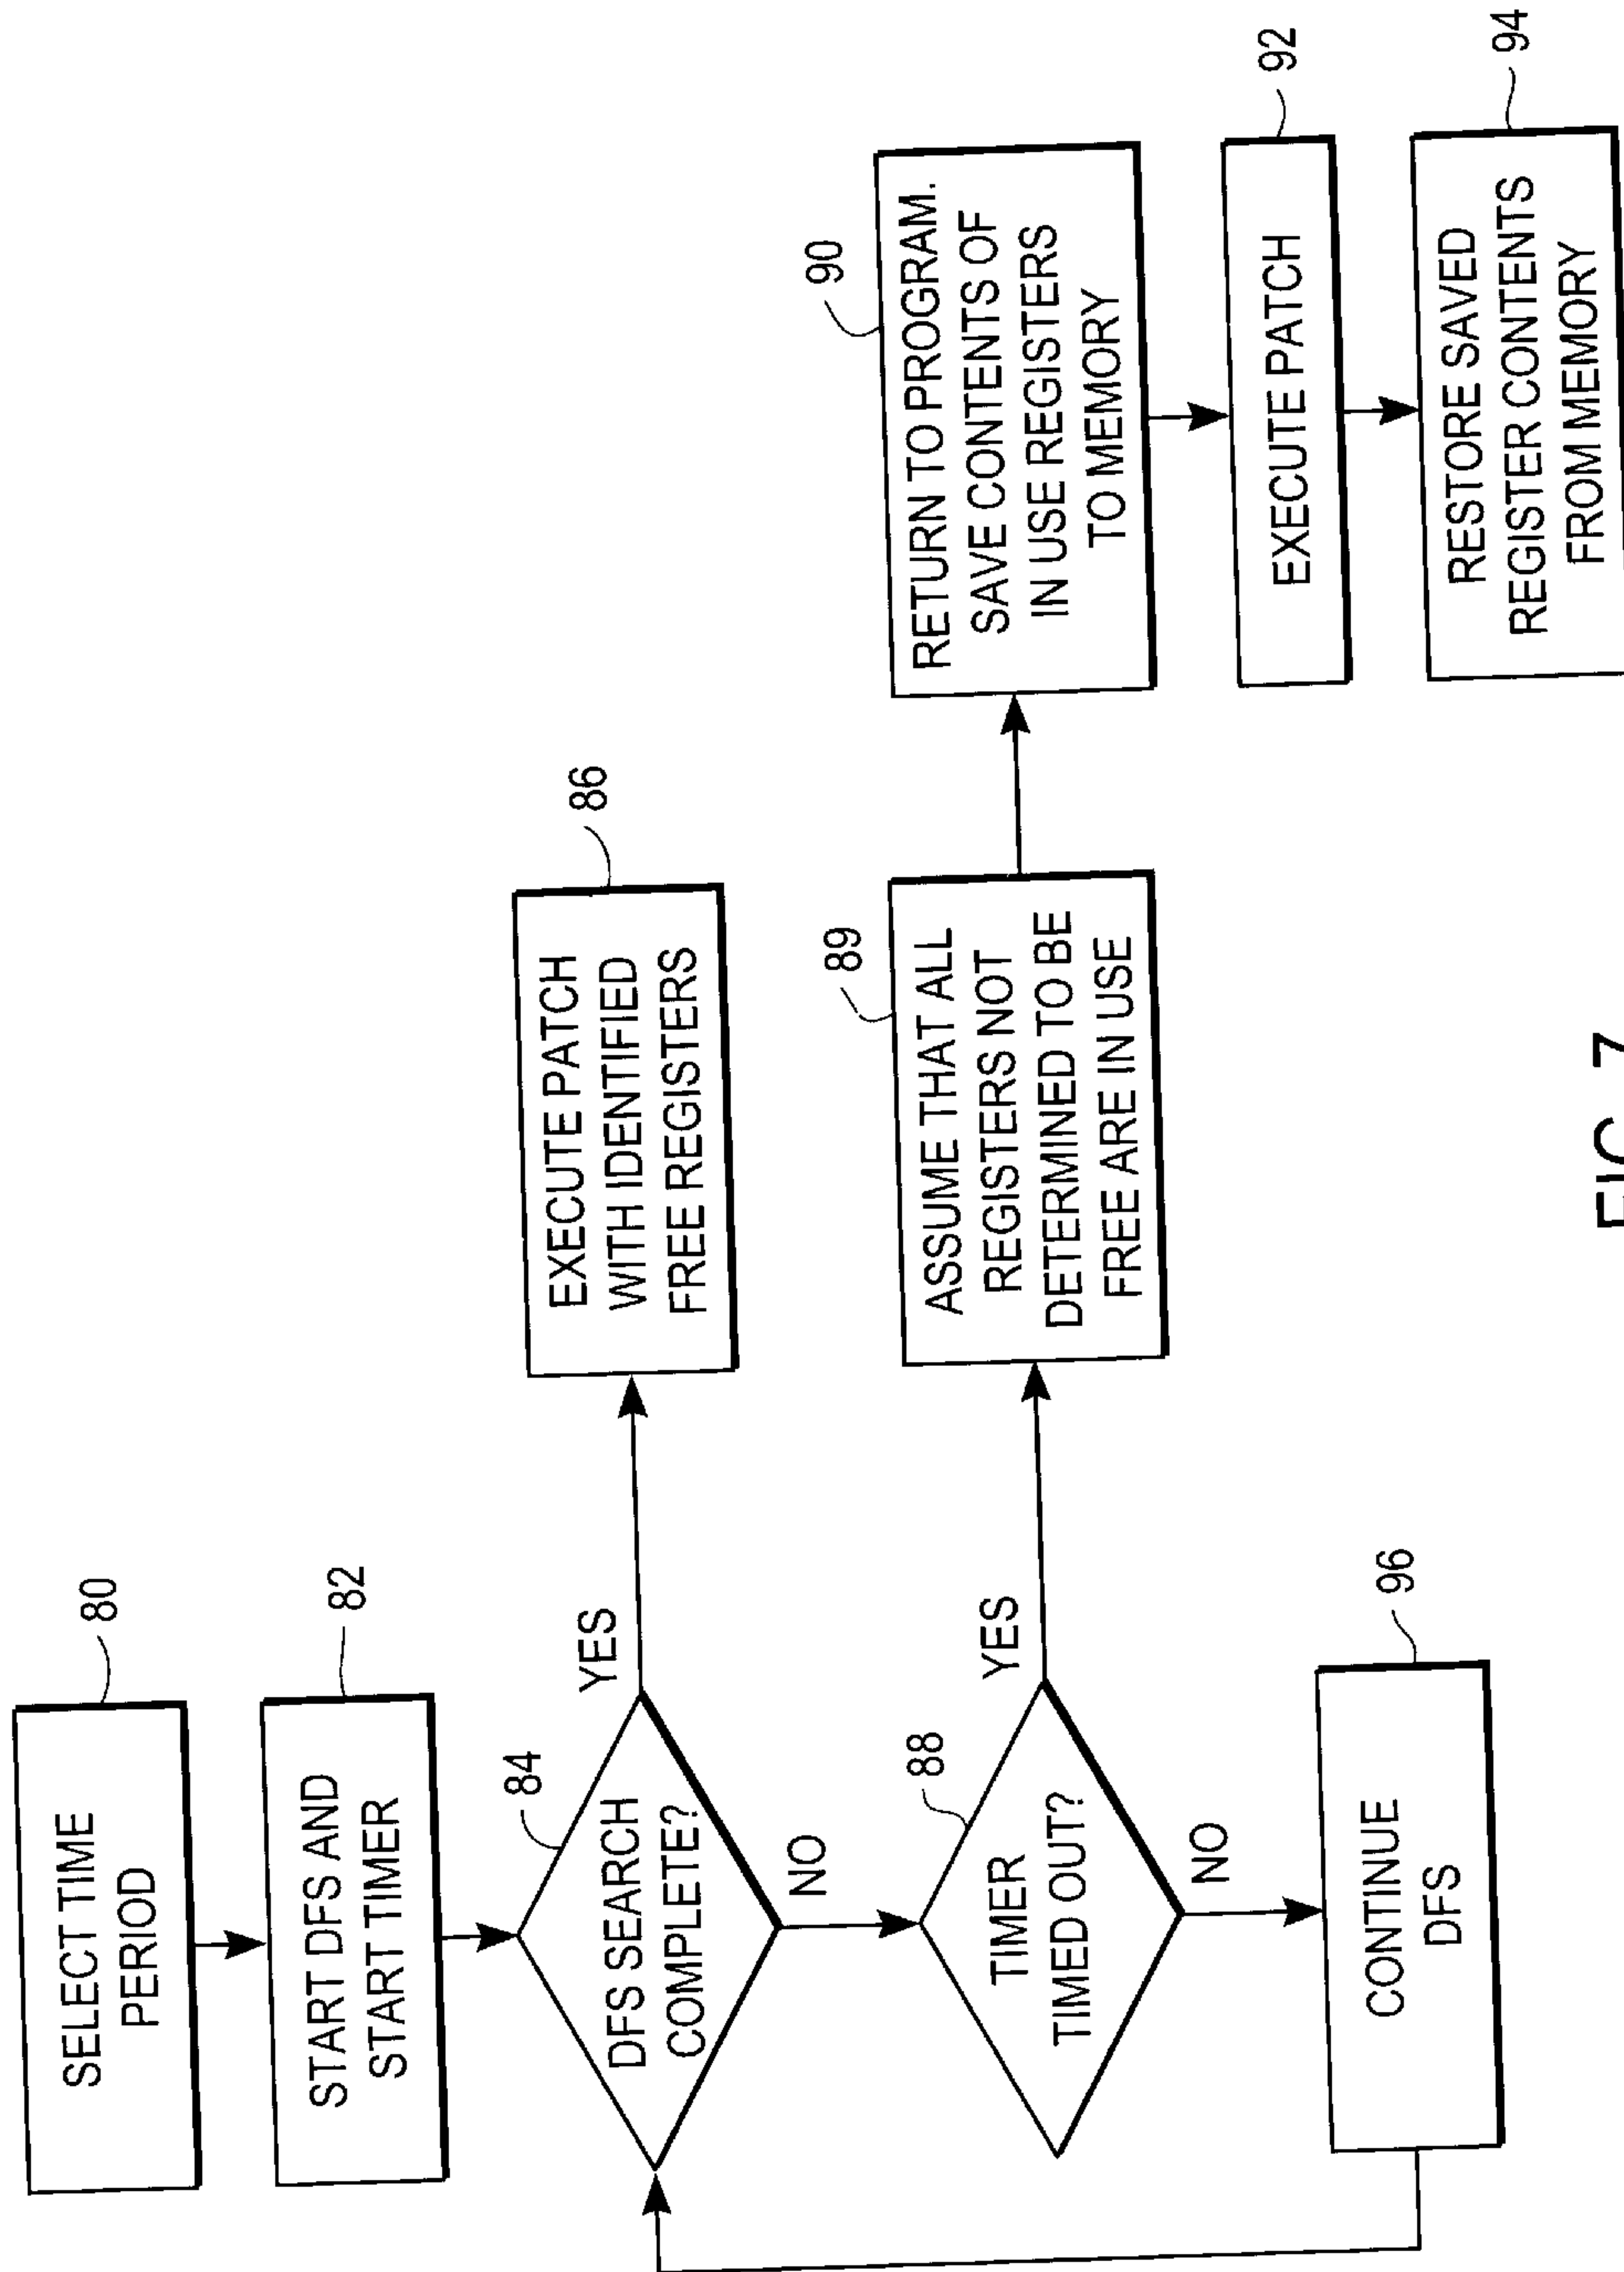 SELECT TIME
PERIOD
80
START DFS AND
START TIMER
82
84
DFS SEARCH
COMPLETE?
YES
NO
EXECUTE PATCH
WITH IDENTIFIED
FREE REGISTERS
86
88
TIMER
TIMED OUT?
YES
NO
ASSUME THAT ALL
REGISTERS NOT
DETERMINED TO BE
FREE ARE IN USE
89
RETURN TO PROGRAM.
SAVE CONTENTS OF
IN USE REGISTERS
TO MEMORY
90
EXECUTE PATCH
92
RESTORE SAVED
REGISTER CONTENTS
FROM MEMORY
94
CONTINUE
DFS
96
FIG. 7